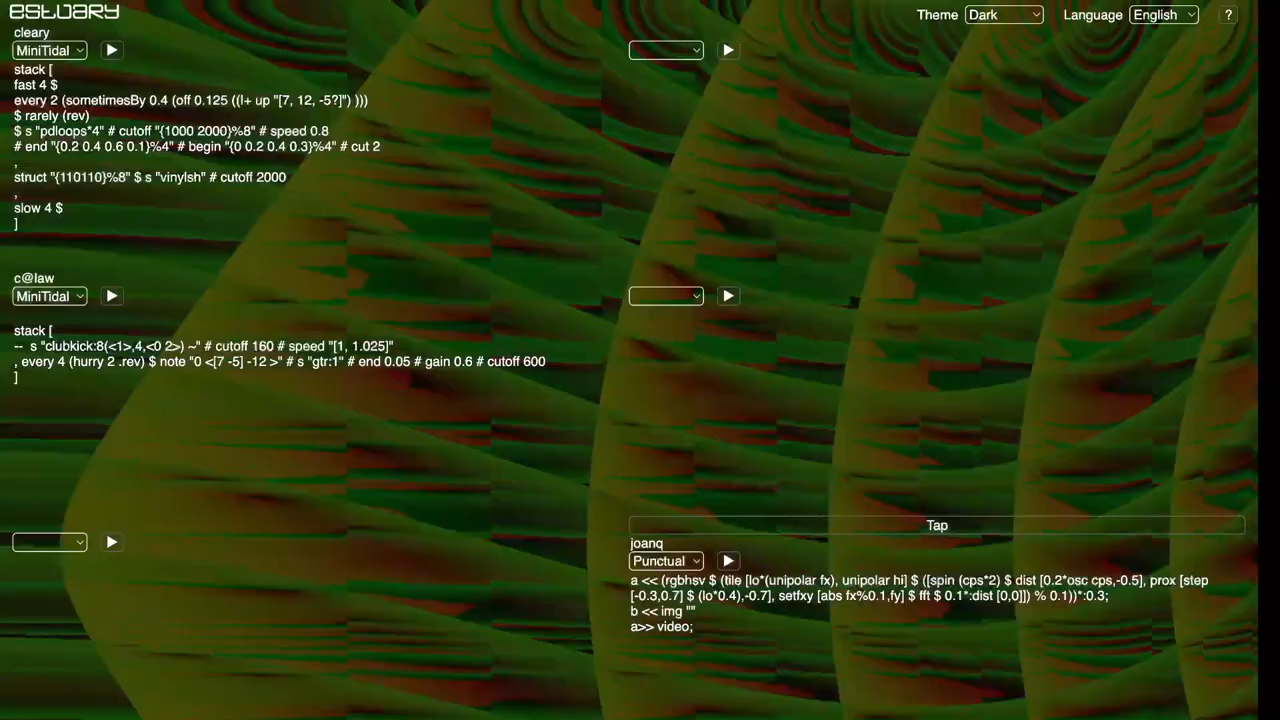 estuary
Theme Dark Language English ?
cleary
MiniTidal
stack [
fast 4 $
every 2 (sometimesBy 0.4 (off 0.125 ((|+ up "[7, 12, -5?]") )))
$ rarely (rev)
$ s "pdloops*4" # cutoff "{1000 2000}%8" # speed 0.8
# end "{0.2 0.4 0.6 0.1}%4" # begin "{0 0.2 0.4 0.3}%4" # cut 2
,
struct "{110110}%8" $ s "vinylsh" # cutoff 2000
,
slow 4 $
]
c@law
MiniTidal
stack [
-- s "clubkick:8(<1>,4,<0 2>) ~" # cutoff 160 # speed "[1, 1.025]"
, every 4 (hurry 2 .rev) $ note "0 <[7 -5] -12 >" # s "gtr:1" # end 0.05 # gain 0.6 # cutoff 600
]
Tap
joanq
Punctual
a << (rgbhsv $ (tile [lo*(unipolar fx), unipolar hi] $ ([spin (cps*2) $ dist [0.2*osc cps,-0.5], prox [step
[-0.3,0.7] $ (lo*0.4),-0.7], setfxy [abs fx%0.1,fy] $ fft $ 0.1*:dist [0,0]]) % 0.1))*:0.3;
b << img ""
a>> video;